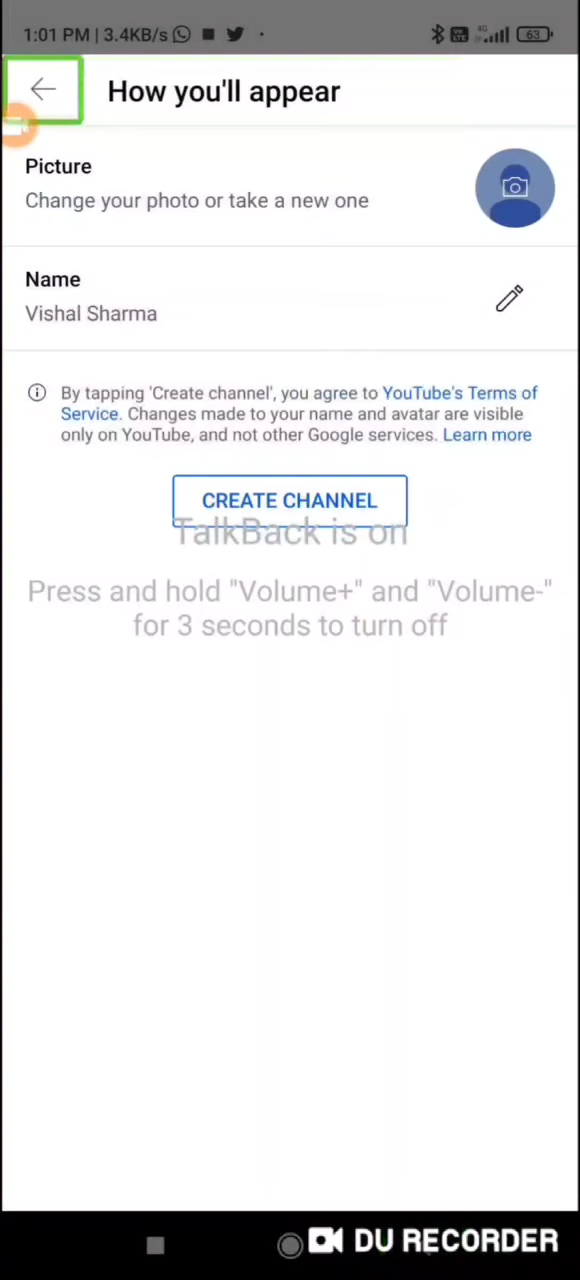 1:01 PM | 3.4KB/s
4G
63
How you'll appear
Picture
Change your photo or take a new one
Name
Vishal Sharma
By tapping 'Create channel', you agree to YouTube's Terms of
Service. Changes made to your name and avatar are visible
only on YouTube, and not other Google services. Learn more
CREATE CHANNEL
TalkBack is on
Press and hold "Volume+" and "Volume-"
for 3 seconds to turn off
DU RECORDER